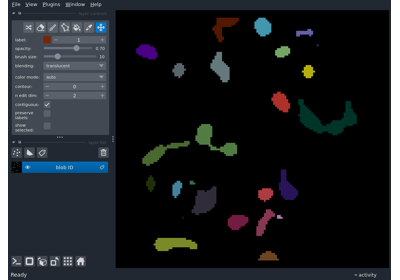 File View Plugins Window Help
label: 1
opacity: 0.70
brush size: 10
blending: translucent
color mode: auto
contour: 0
n edit dim: 2
contiguous: ✓
preserve
labels:
show
selected:
blob ID
Ready
activity